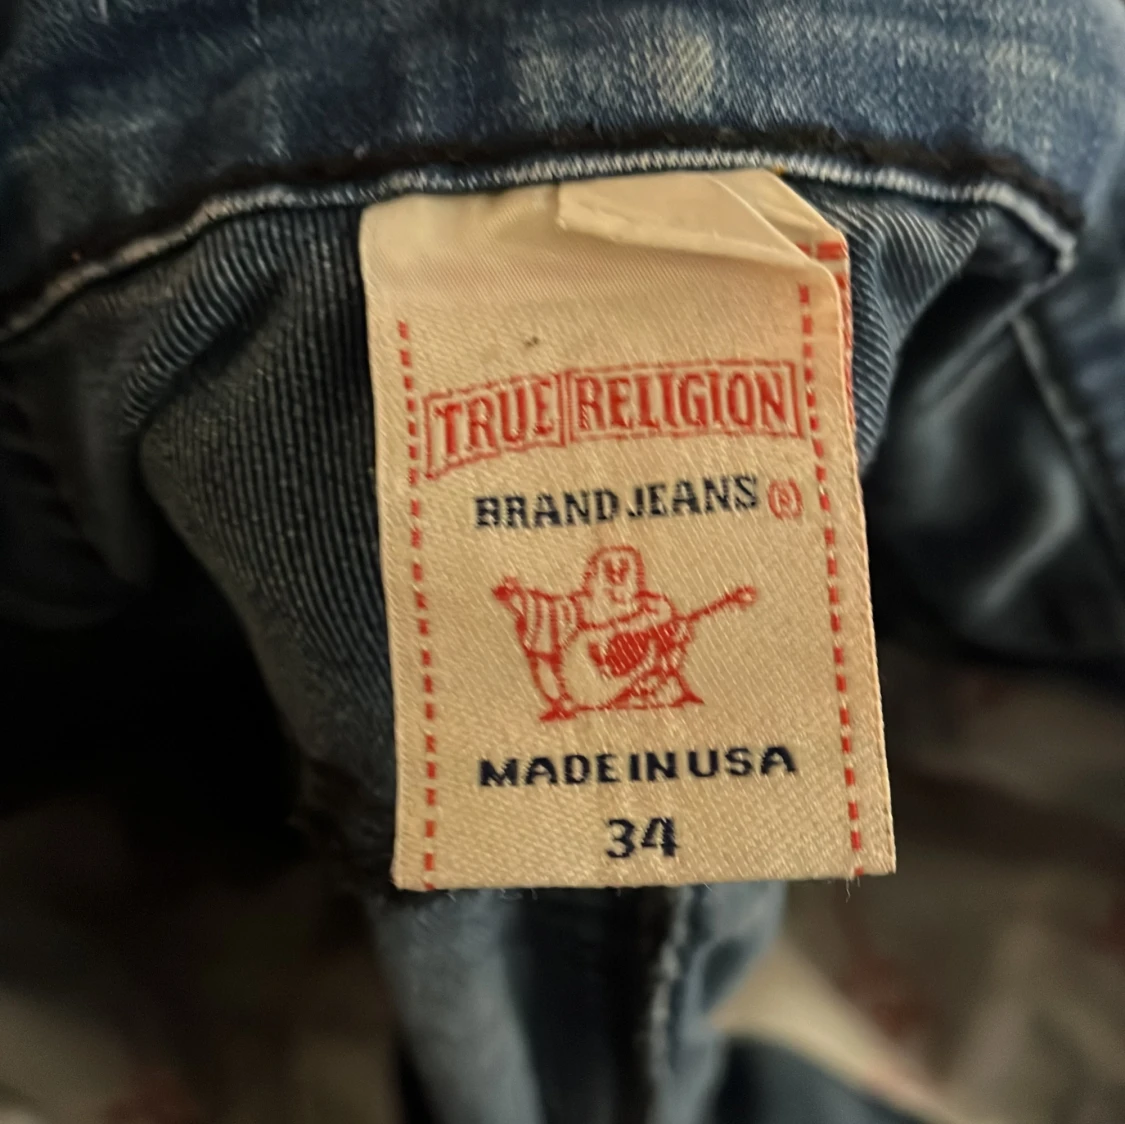 TRUE RELIGION
BRAND JEANS ®
MADE IN USA
34